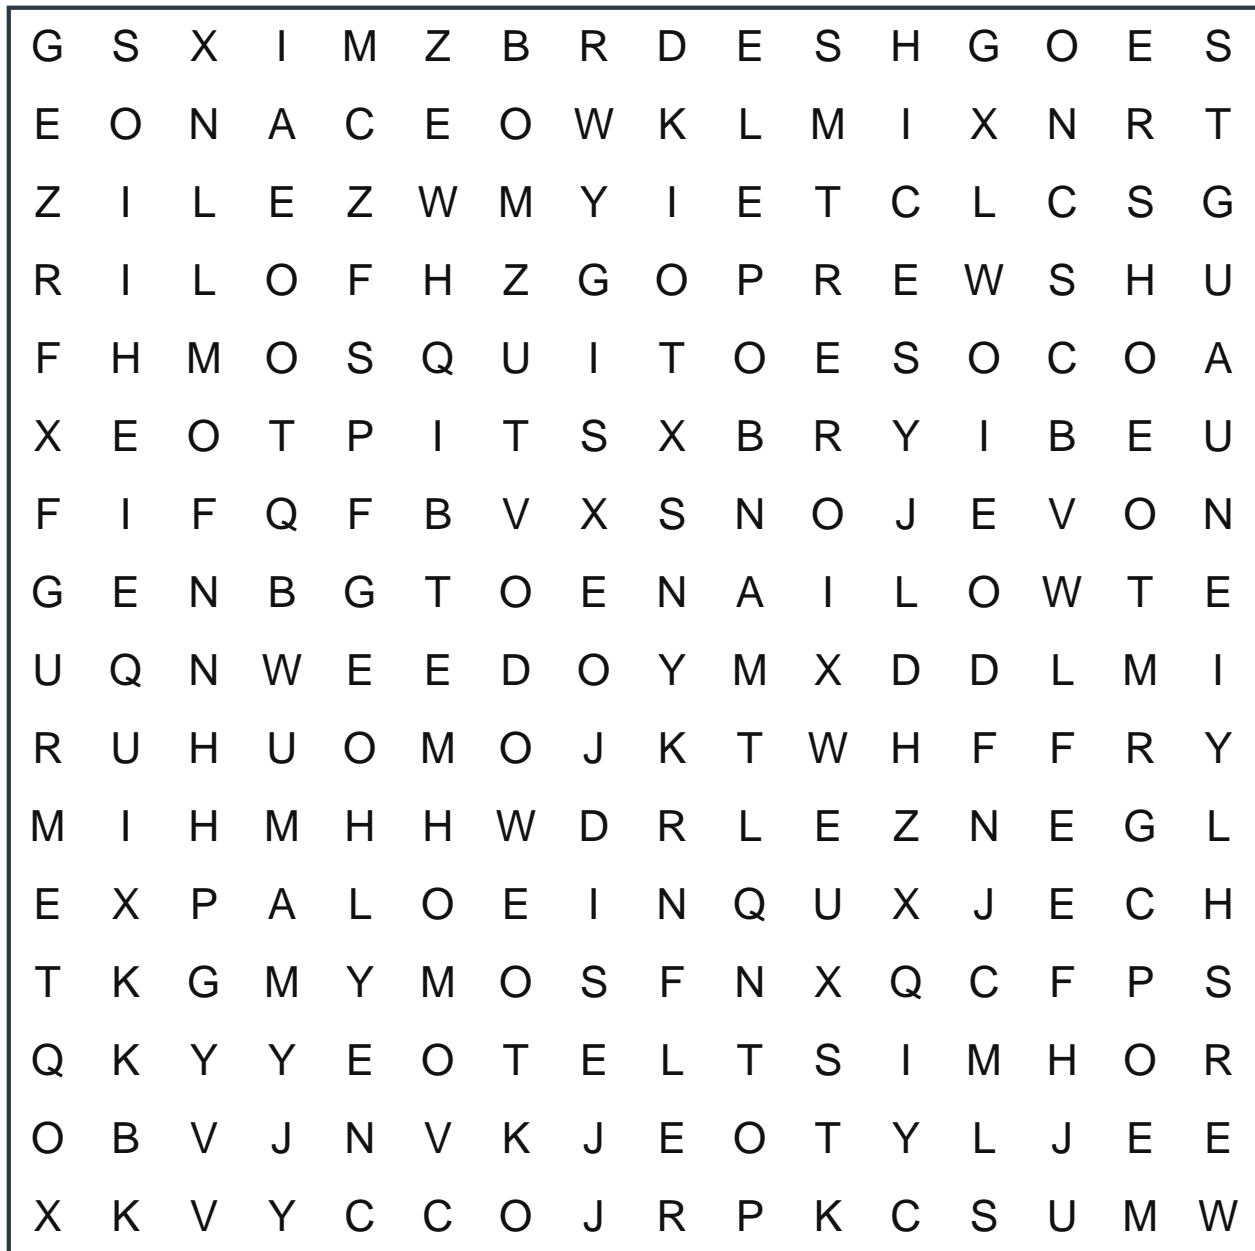 G S X I M Z B R D E S H G O E S
E O N A C E O W K L M I X N R T
Z I L E Z W M Y I E T C L C S G
R I L O F H Z G O P R E W S H U
F H M O S Q U I T O E S O C O A
X E O T P I T S X B R Y I B E U
F I F Q F B V X S N O J E V O N
G E N B G T O E N A I L O W T E
U Q N W E E D O Y M X D D L M I
R U H U O M O J K T W H F F R Y
M I H M H H W D R L E Z N E G L
E X P A L O E I N Q U X J E C H
T K G M Y M O S F N X Q C F P S
Q K Y Y E O T E L T S I M H O R
O B V J N V K J E O T Y L J E E
X K V Y C C O J R P K C S U M W